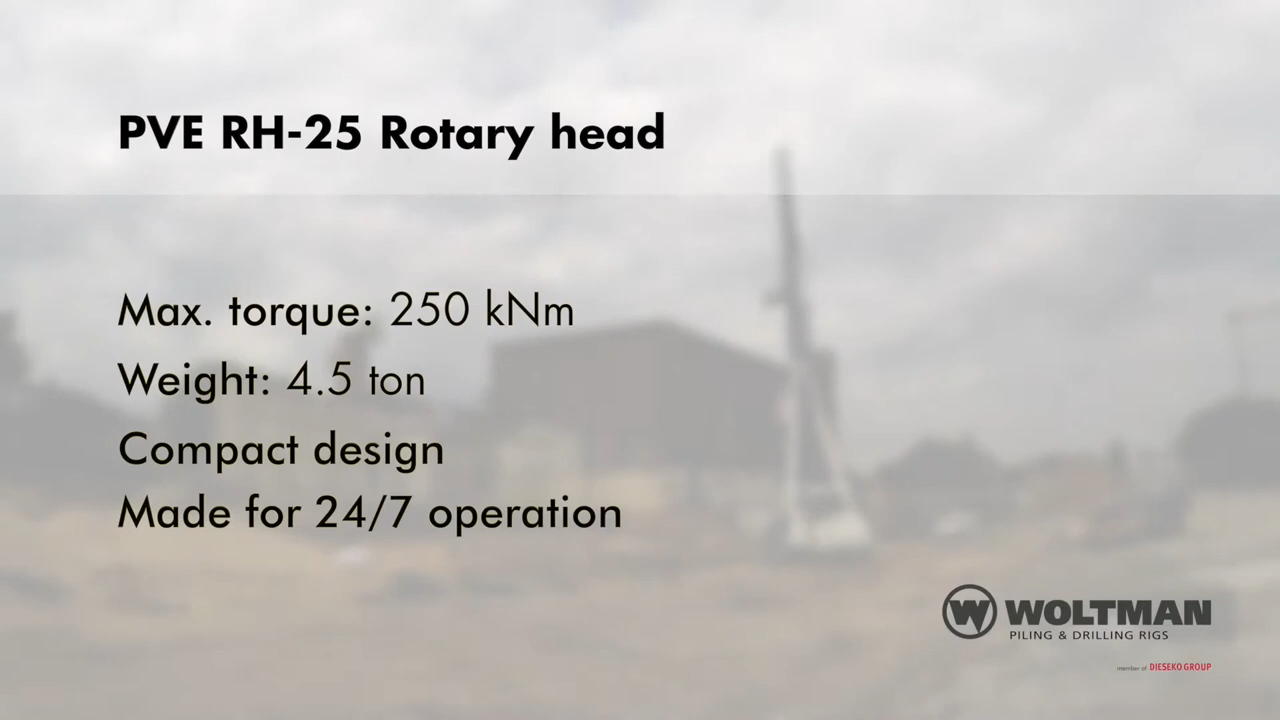 PVE RH-25 Rotary head
Max. torque: 250 kNm
Weight: 4.5 ton
Compact design
Made for 24/7 operation
W WOLTMAN
PILING & DRILLING RIGS
member of DIESEKO GROUP